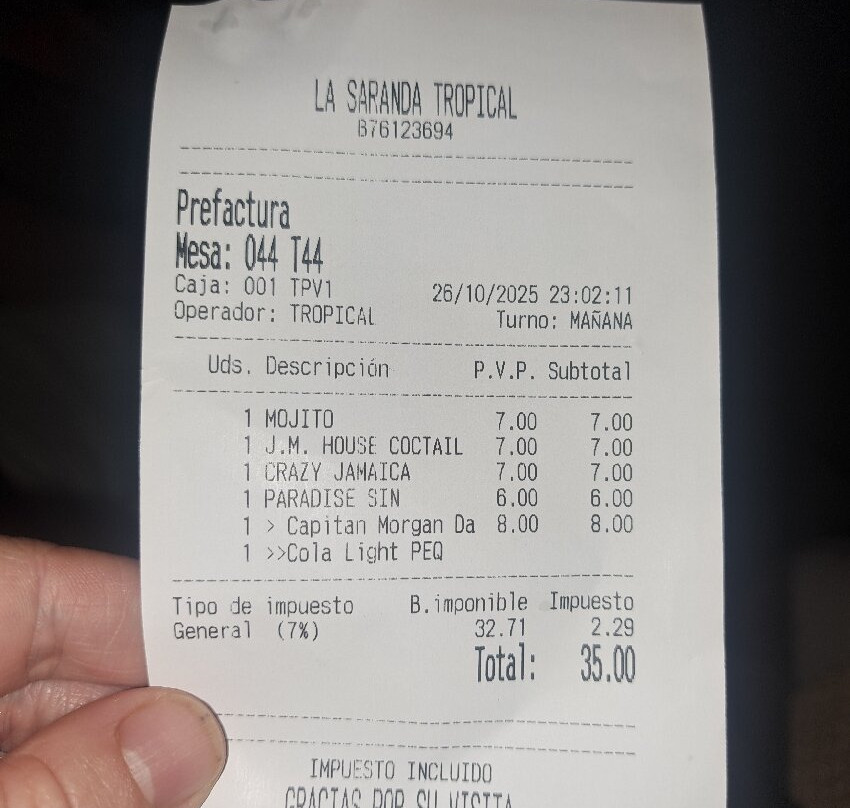 LA SARANDA TROPICAL
B76123694
Prefactura
Mesa: 044 T44
Caja: 001 TPV1 26/10/2025 23:02:11
Operador: TROPICAL Turno: MAÑANA
Uds. Descripción P.V.P. Subtotal
1 MOJITO 7.00 7.00
1 J.M. HOUSE COCTAIL 7.00 7.00
1 CRAZY JAMAICA 7.00 7.00
1 PARADISE SIN 6.00 6.00
1 > Capitan Morgan Da 8.00 8.00
1 >>Cola Light PEQ
Tipo de impuesto B.imponible Impuesto
General (7%) 32.71 2.29
Total: 35.00
IMPUESTO INCLUIDO
GRACIAS POR SU VISITA